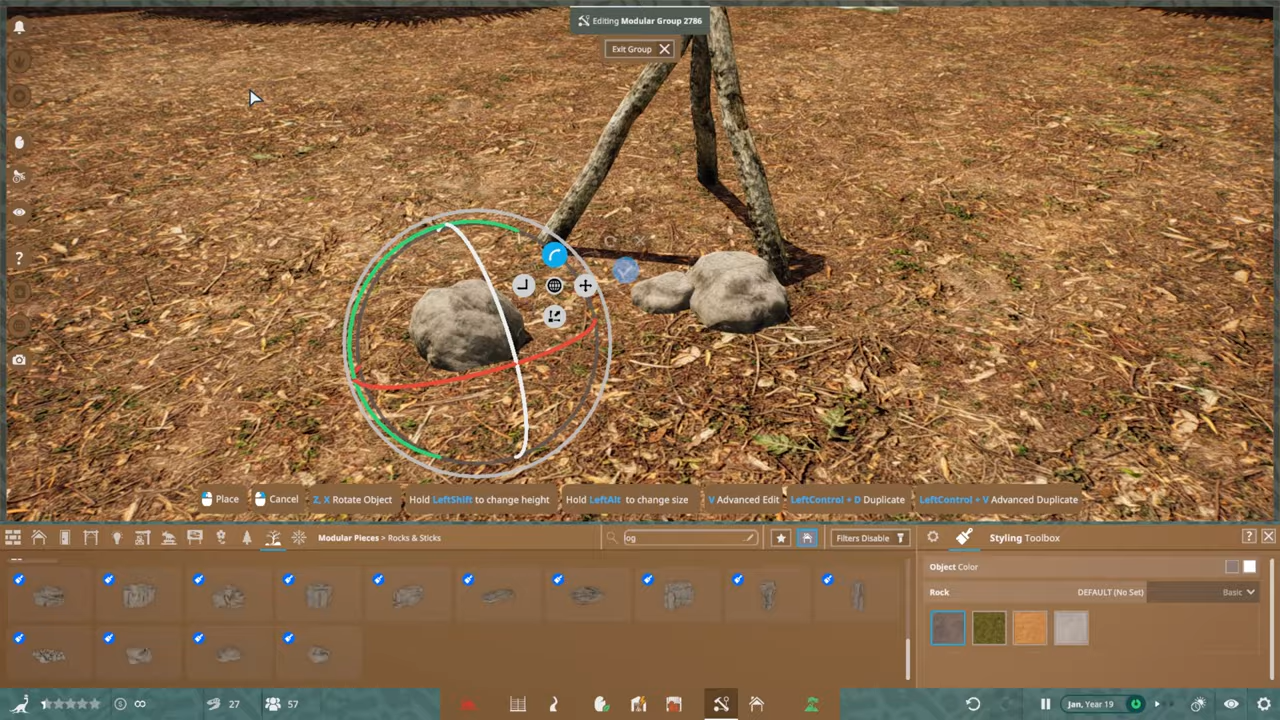 Editing Modular Group 2786
Exit Group
Place
Cancel
Z, X Rotate Object
Hold LeftShift to change height
Hold LeftAlt to change size
V Advanced Edit
LeftControl + D Duplicate
LeftControl + V Advanced Duplicate
Modular Pieces > Rocks & Sticks
og
Filters Disable
Styling Toolbox
?
Object Color
Rock
DEFAULT (No Set)
Basic
27
57
Jan, Year 19